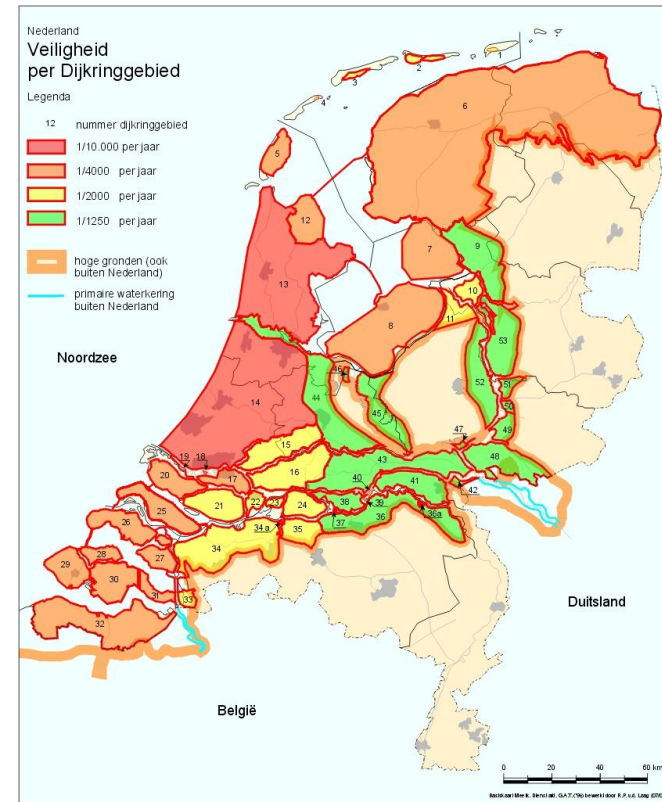 Nederland
Veiligheid
per Dijkringgebied
Legenda
12 nummer dijkringgebied
1/10.000 per jaar
1/4000 per jaar
1/2000 per jaar
1/1250 per jaar
hoge gronden (ook
buiten Nederland)
primaire waterkering
buiten Nederland
1
2
3
4
5
6
12
7
9
13
10
11
8
53
46
52
51
44
45
50
14
49
15
47
19
18
43
48
16
20
17
40
41
42
21
22
23
24
38
39
25
26
37
36
36a
34a
35
34
28
27
29
30
31
33
32
Noordzee
Duitsland
België
0 20 40 60 km